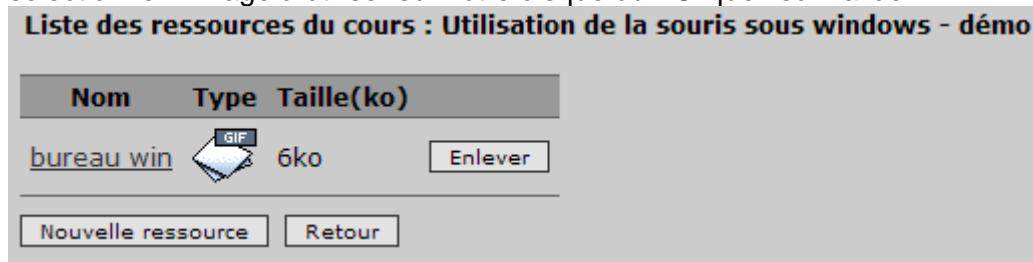 Liste des ressources du cours : Utilisation de la souris sous windows - démo
Nom Type Taille(ko)
GIF
bureau win 6ko Enlever
Nouvelle ressource Retour